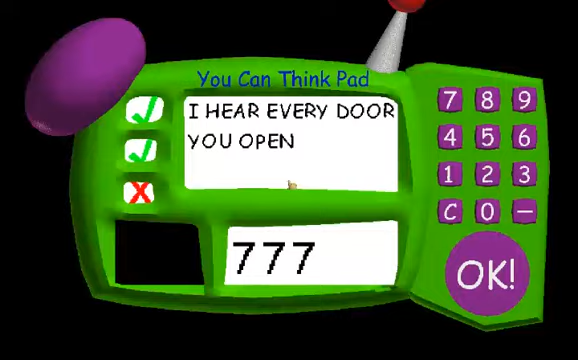 You Can Think Pad
I HEAR EVERY DOOR
YOU OPEN
777
7 8 9
4 5 6
1 2 3
C 0 –
OK!